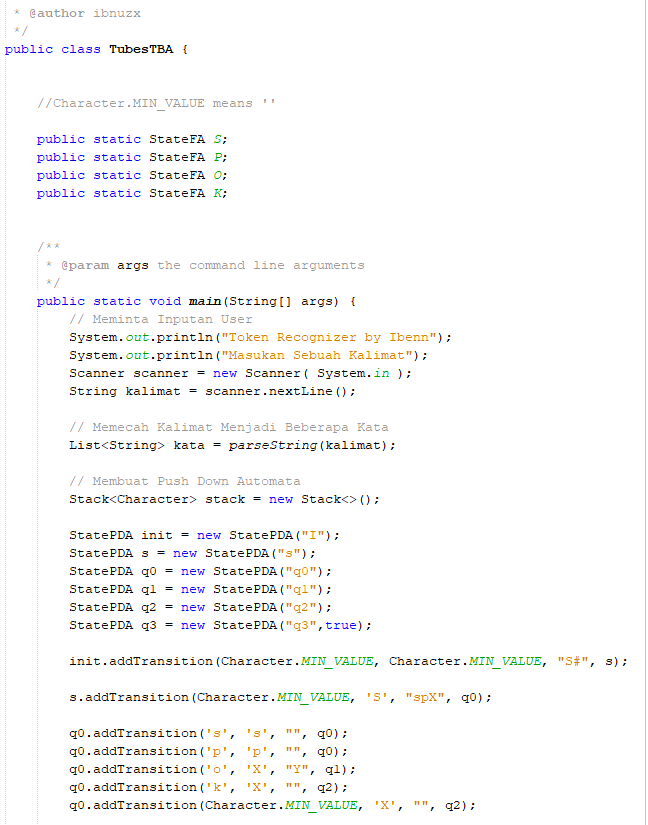 * @author ibnuzx
*/
public class TubesTBA {
//Character.MIN_VALUE means ''
public static StateFA S;
public static StateFA P;
public static StateFA O;
public static StateFA K;
/**
* @param args the command line arguments
*/
public static void main(String[] args) {
// Meminta Inputan User
System.out.println("Token Recognizer by Ibenn");
System.out.println("Masukan Sebuah Kalimat");
Scanner scanner = new Scanner( System.in );
String kalimat = scanner.nextLine();
// Memecah Kalimat Menjadi Beberapa Kata
List<String> kata = parseString(kalimat);
// Membuat Push Down Automata
Stack<Character> stack = new Stack<>();
StatePDA init = new StatePDA("I");
StatePDA s = new StatePDA("s");
StatePDA q0 = new StatePDA("q0");
StatePDA q1 = new StatePDA("q1");
StatePDA q2 = new StatePDA("q2");
StatePDA q3 = new StatePDA("q3",true);
init.addTransition(Character.MIN_VALUE, Character.MIN_VALUE, "S#", s);
s.addTransition(Character.MIN_VALUE, 'S', "spX", q0);
q0.addTransition('s', 's', "", q0);
q0.addTransition('p', 'p', "", q0);
q0.addTransition('o', 'X', "Y", q1);
q0.addTransition('k', 'X', "", q2);
q0.addTransition(Character.MIN_VALUE, 'X', "", q2);